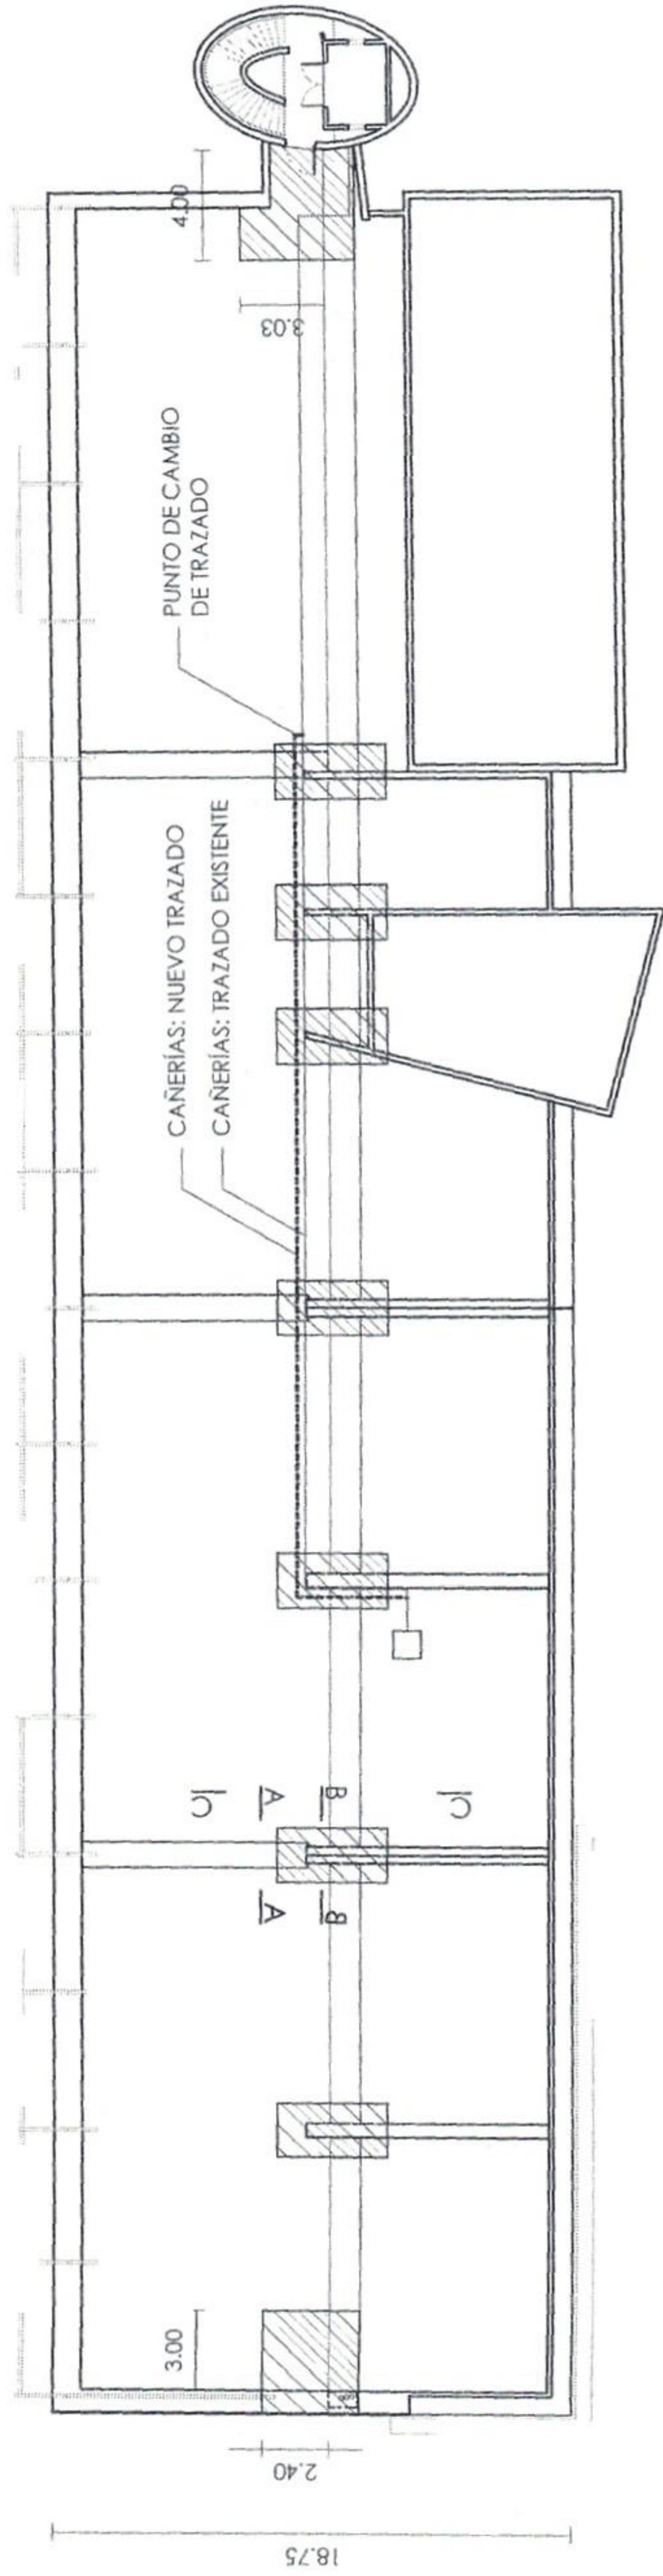 4.00
3.03
PUNTO DE CAMBIO
DE TRAZADO
CAÑERÍAS: NUEVO TRAZADO
CAÑERÍAS: TRAZADO EXISTENTE
C
A
B
C
A
B
3.00
2.40
18.75